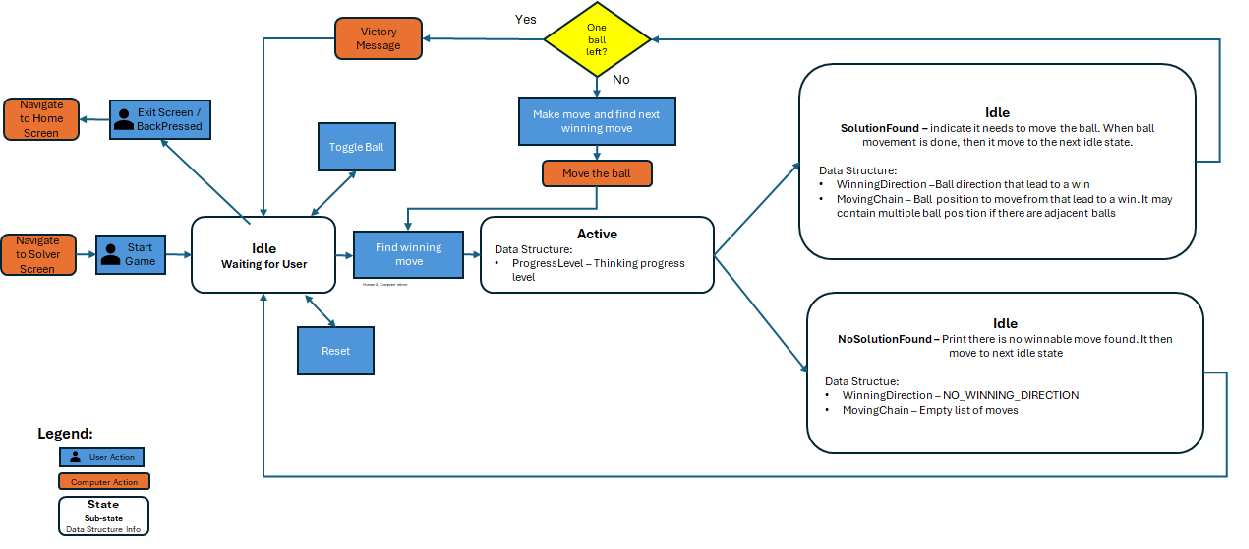 Yes
Victory
Message
One
ball
left?
No
Navigate
to Home
Screen
Exit Screen /
BackPressed
Toggle Ball
Make move and find next
winning move
Move the ball
Idle
SolutionFound – indicate it needs to move the ball. When ball
movement is done, then it move to the next idle state.
Data Structure:
• WinningDirection –Ball direction that lead to a win
• MovingChain – Ball position to move from that lead to a win. It may
contain multiple ball position if there are adjacent balls
Navigate
to Solver
Screen
Start
Game
Idle
Waiting for User
Find winning
move
Human & Computer action
Active
Data Structure:
• ProgressLevel – Thinking progress
level
Reset
Idle
NoSolutionFound – Print there is no winnable move found. It then
move to next idle state
Data Structue:
• WinningDirection – NO_WINNING_DIRECTION
• MovingChain – Empty list of moves
Legend:
User Action
Computer Action
State
Sub-state
Data Structure Info